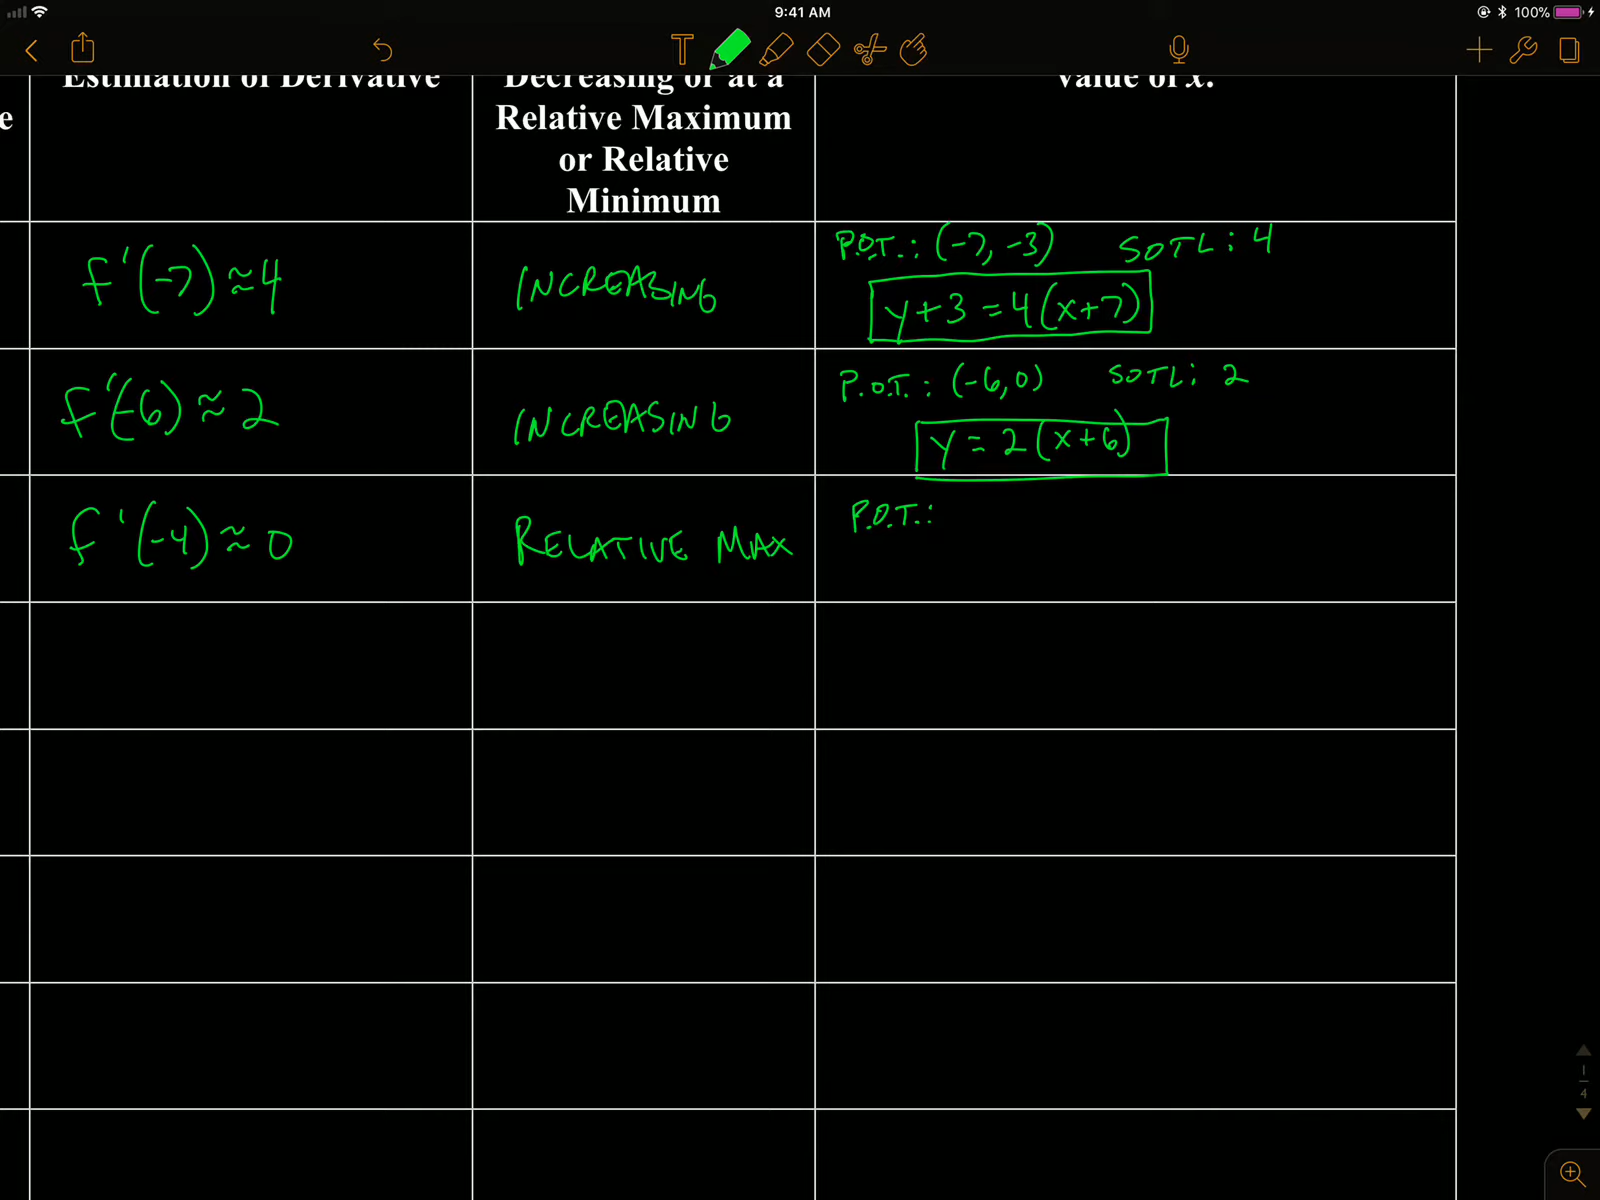 9:41 AM
100%
T
Estimation of Derivative
Decreasing or at a
Relative Maximum
or Relative
Minimum
value of x.
e
f'(-7) ≈ 4
INCREASING
P.O.T.: (-7, -3) SOTL: 4
y+3 = 4(x+7)
f'(-6) ≈ 2
INCREASING
P.O.T.: (-6, 0) SOTL: 2
y = 2(x+6)
f'(-4) ≈ 0
RELATIVE MAX
P.O.T.:
1
4